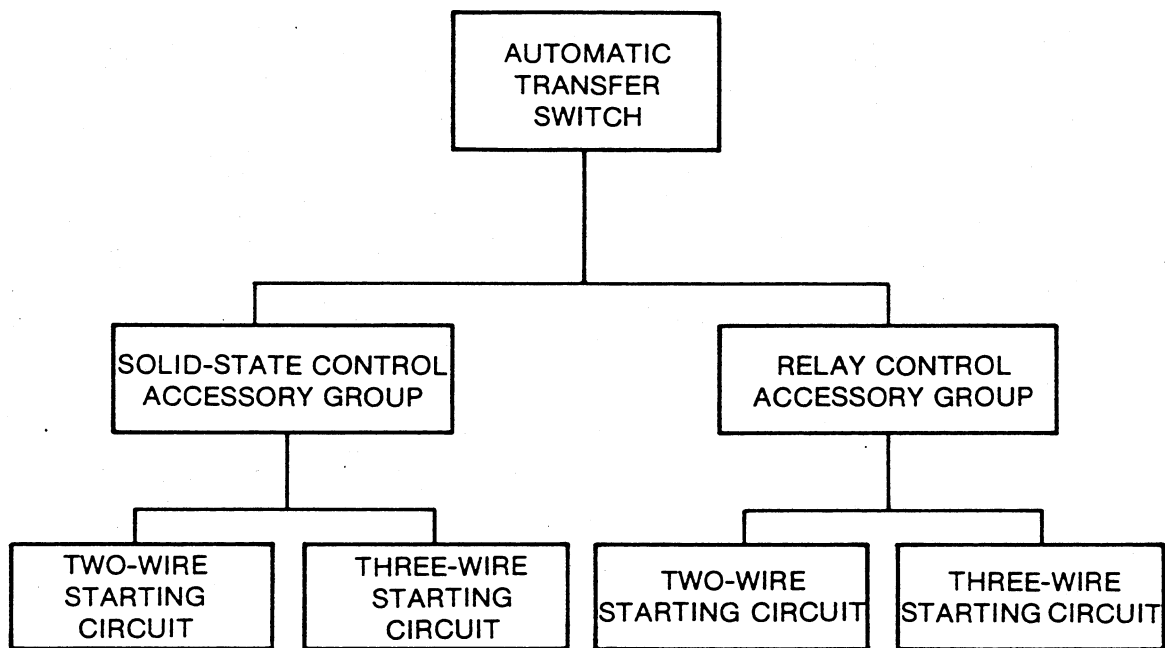 AUTOMATIC
TRANSFER
SWITCH
SOLID-STATE CONTROL
ACCESSORY GROUP
RELAY CONTROL
ACCESSORY GROUP
TWO-WIRE
STARTING
CIRCUIT
THREE-WIRE
STARTING
CIRCUIT
TWO-WIRE
STARTING CIRCUIT
THREE-WIRE
STARTING CIRCUIT